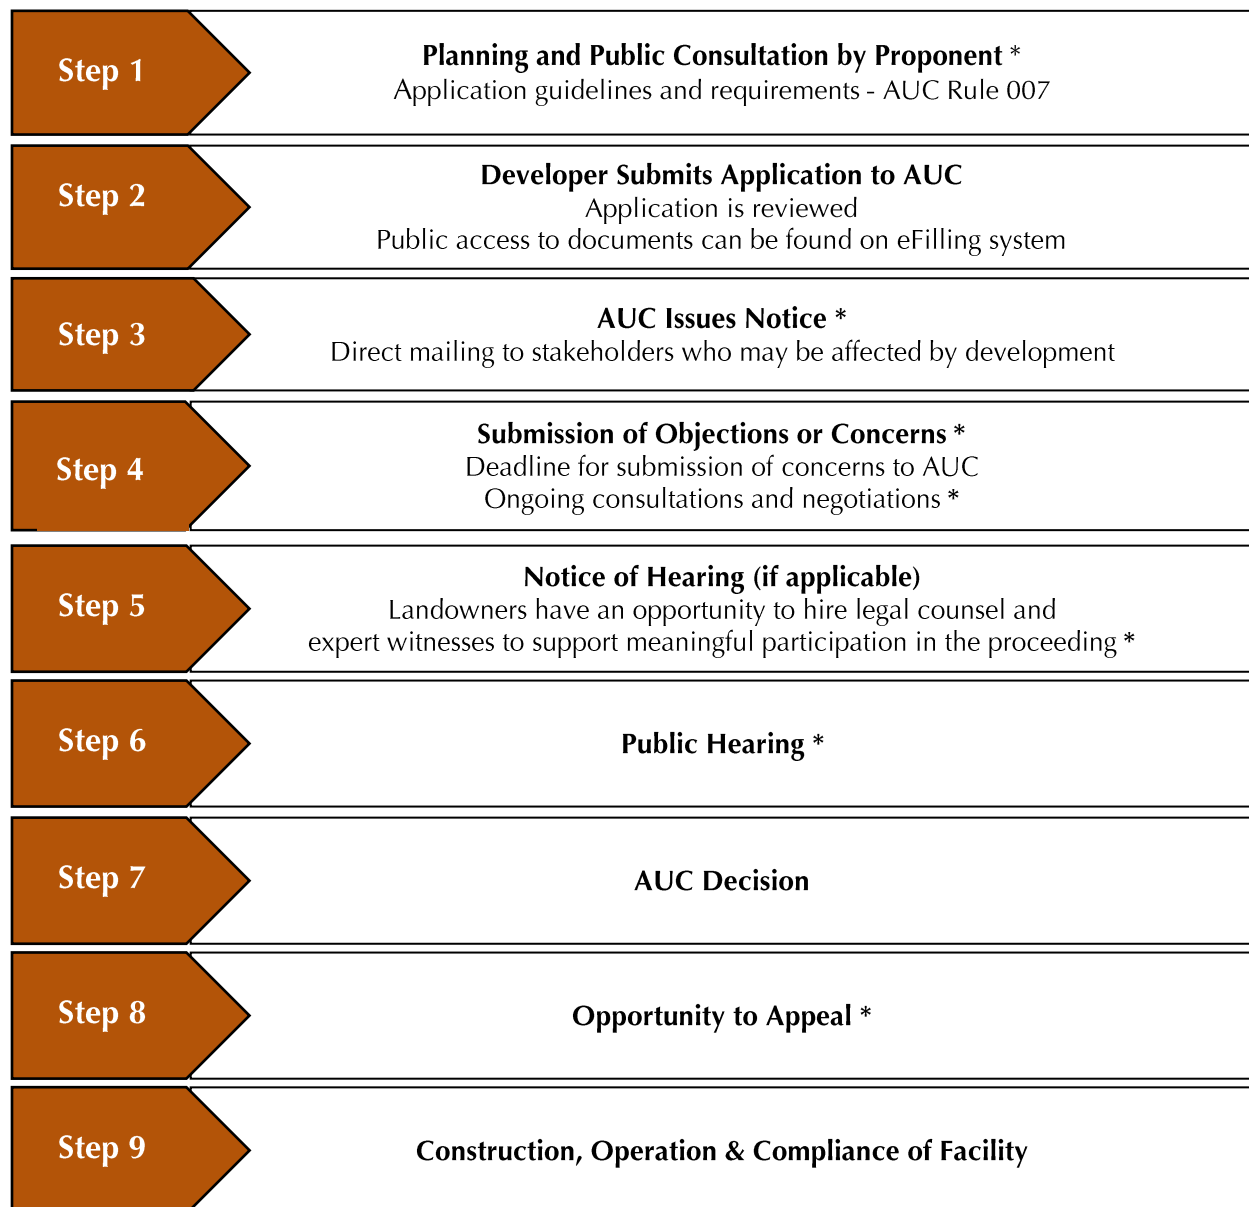 Step 1
Planning and Public Consultation by Proponent *
Application guidelines and requirements - AUC Rule 007
Step 2
Developer Submits Application to AUC
Application is reviewed
Public access to documents can be found on eFilling system
Step 3
AUC Issues Notice *
Direct mailing to stakeholders who may be affected by development
Step 4
Submission of Objections or Concerns *
Deadline for submission of concerns to AUC
Ongoing consultations and negotiations *
Step 5
Notice of Hearing (if applicable)
Landowners have an opportunity to hire legal counsel and
expert witnesses to support meaningful participation in the proceeding *
Step 6
Public Hearing *
Step 7
AUC Decision
Step 8
Opportunity to Appeal *
Step 9
Construction, Operation & Compliance of Facility